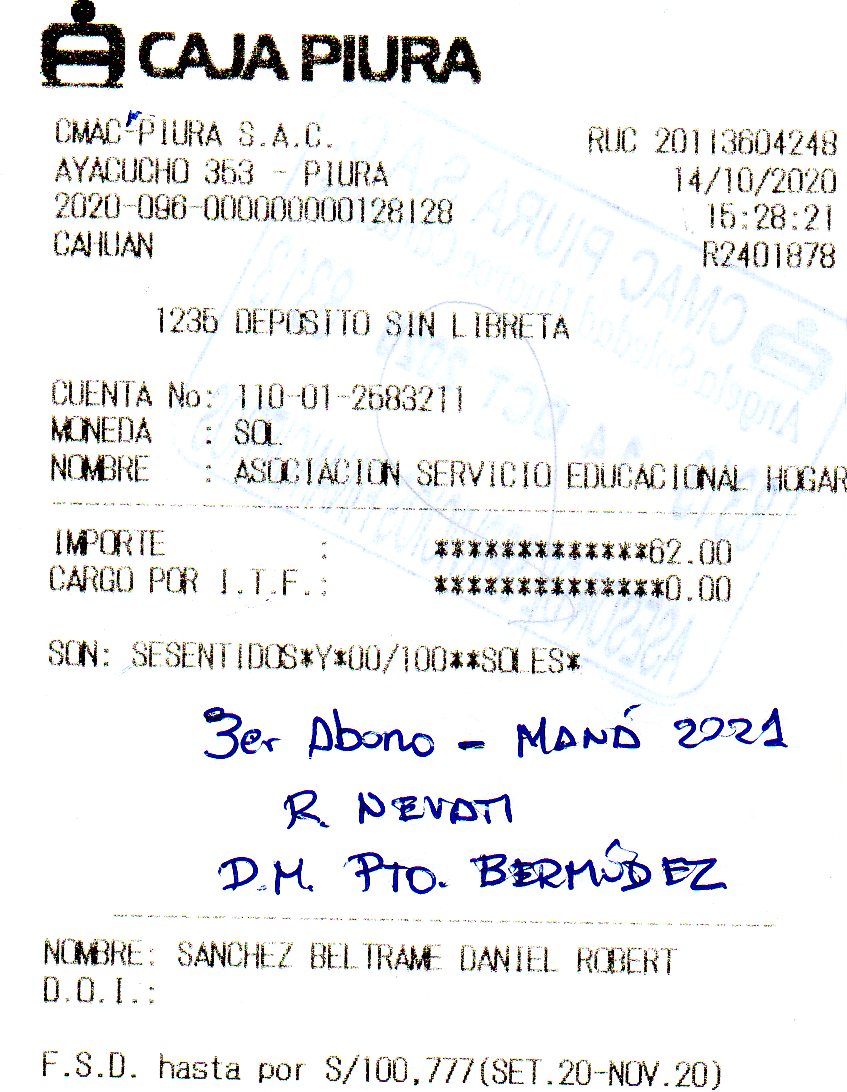 CAJA PIURA
CMAC-PIURA S.A.C. RUC 20113604248
AYACUCHO 353 - PIURA 14/10/2020
2020-096-000000000128128 15:28:21
CAHUAN R2401878
1235 DEPOSITO SIN LIBRETA
CUENTA No: 110-01-2583211
MONEDA : SOL
NOMBRE : ASOCIACION SERVICIO EDUCACIONAL HOGAR
IMPORTE : *************62.00
CARGO POR I.T.F.: **************0.00
SON: SESENTIDOS*Y*00/100**SOLES*
3er Abono - MANÁ 2021
R. NEVATI
D.M. PTO. BERMÚDEZ
NOMBRE: SANCHEZ BELTRAME DANIEL ROBERT
D.O.I.:
F.S.D. hasta por S/100,777(SET.20-NOV.20)